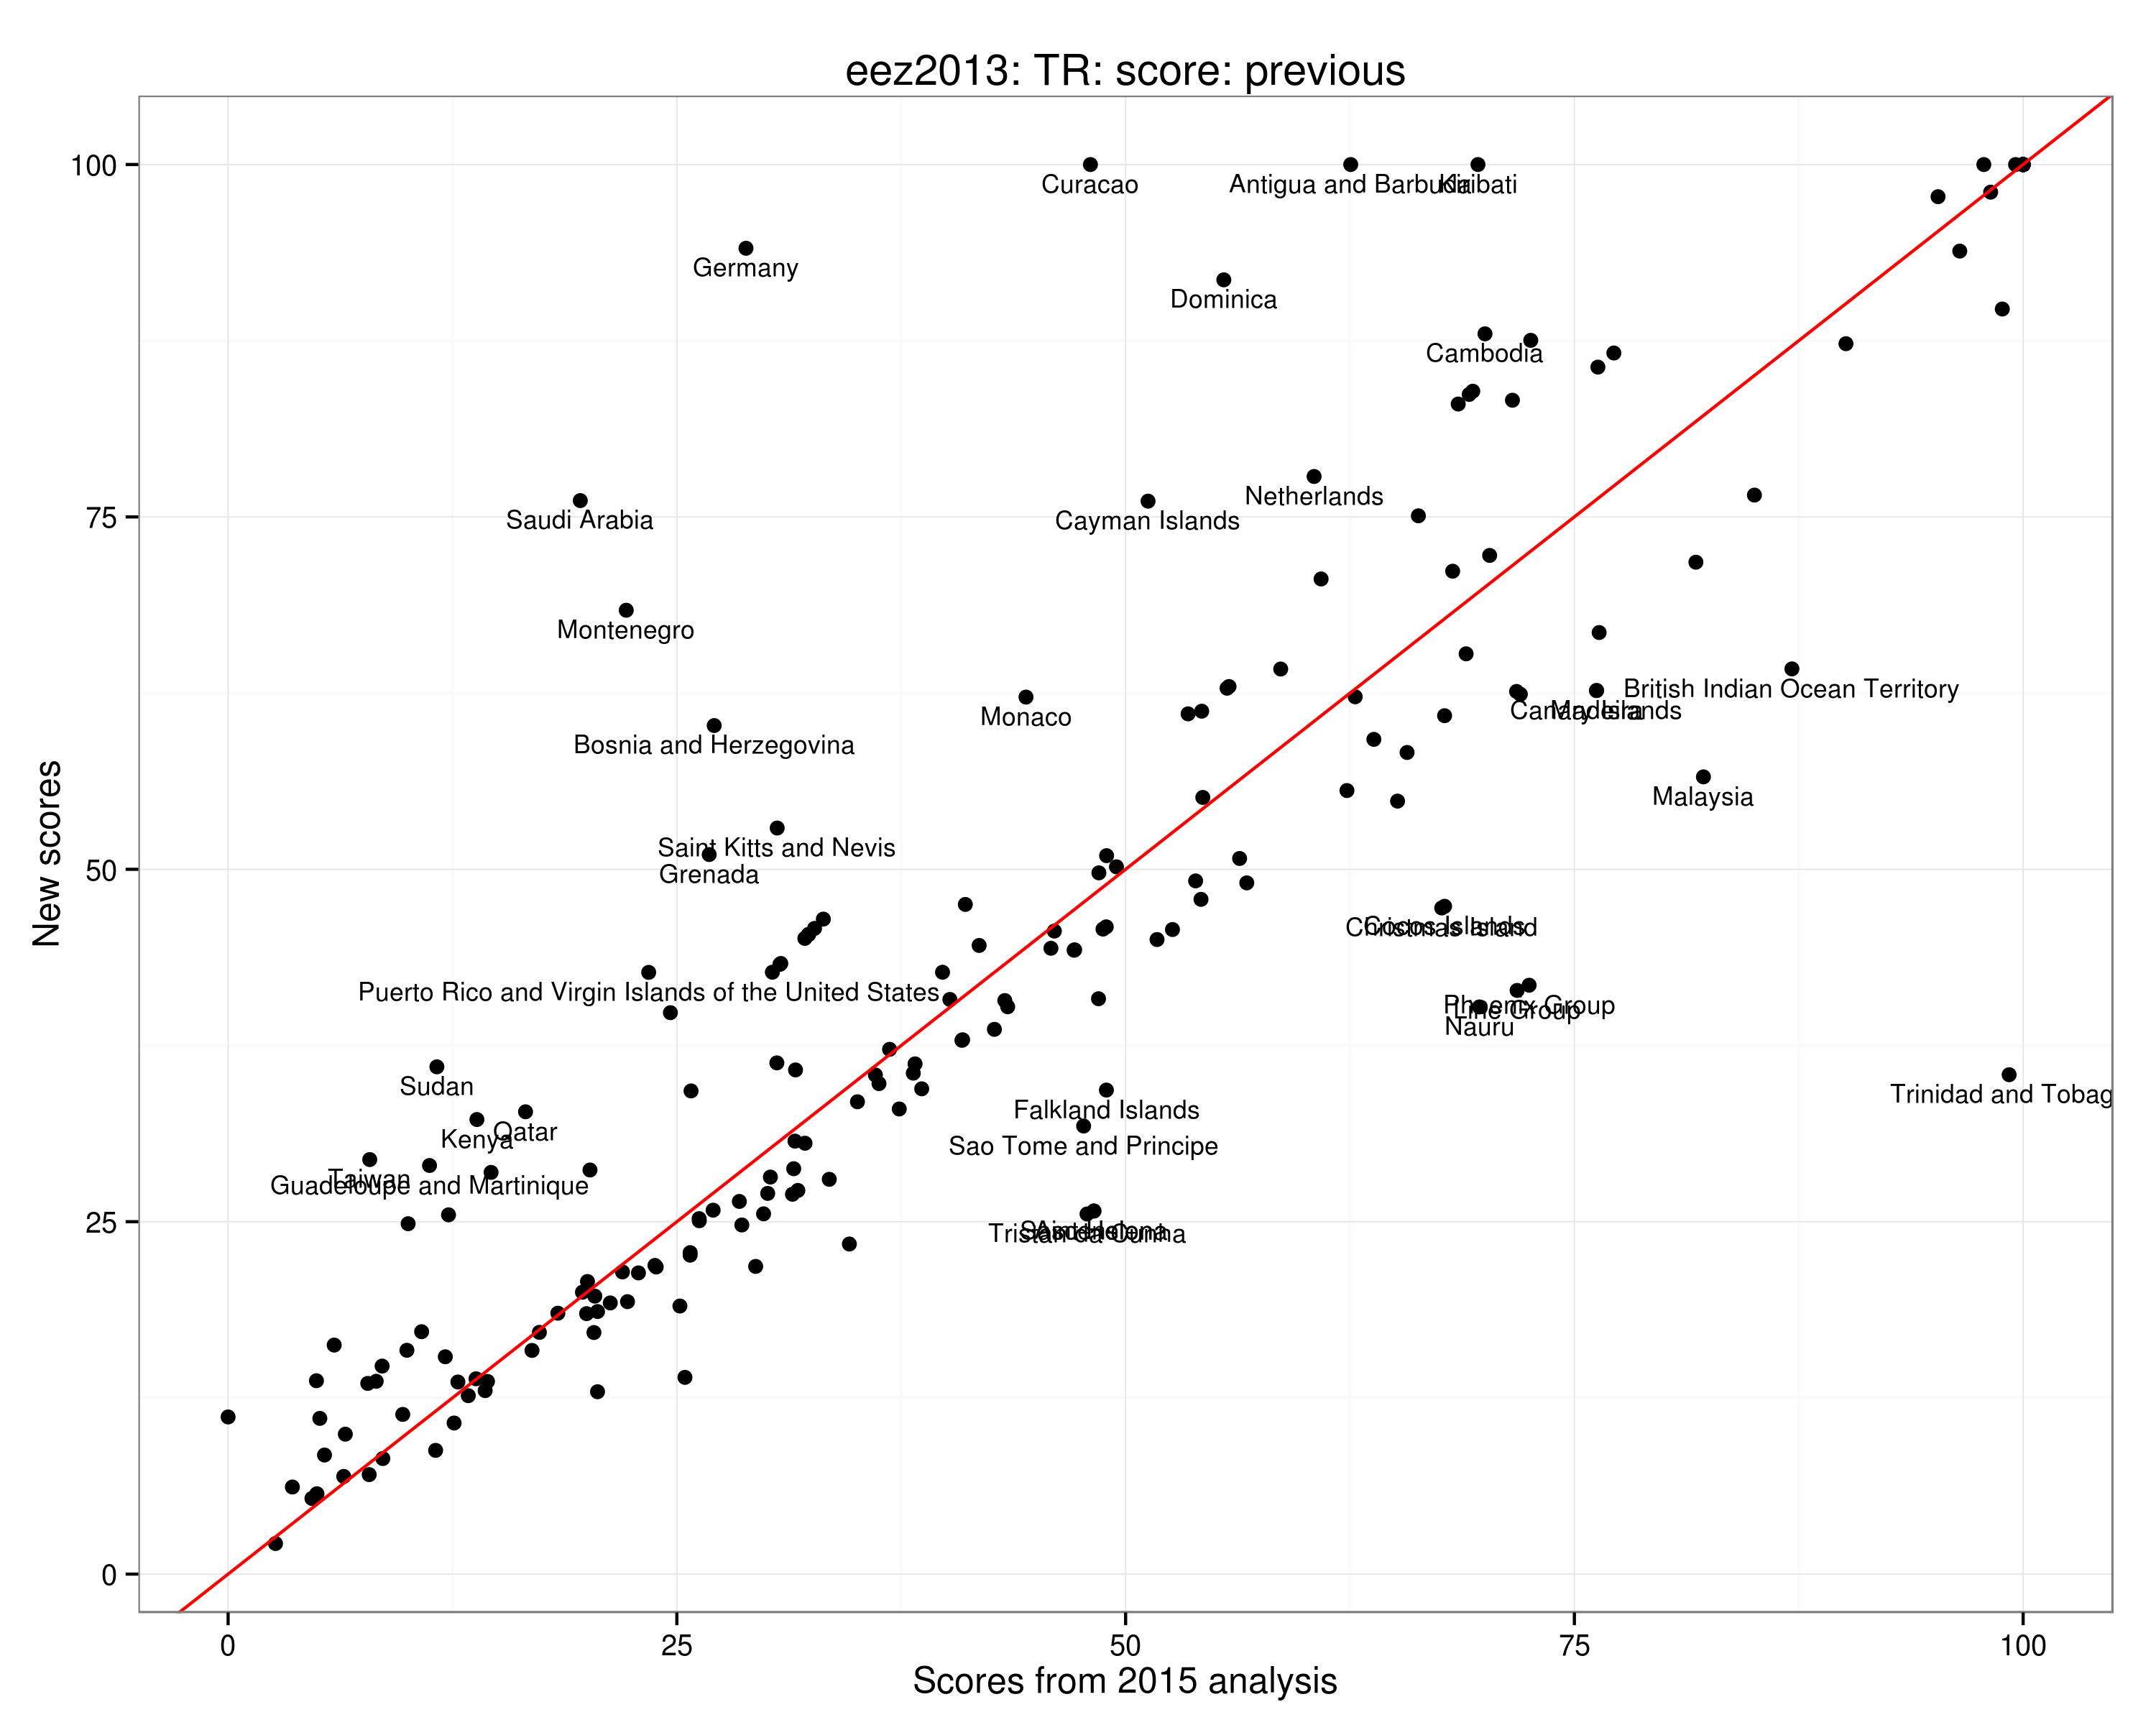 eez2013: TR: score: previous
New scores
100
75
50
25
0
Curacao
Antigua and Barbuda
Kiribati
Germany
Dominica
Cambodia
Netherlands
Saudi Arabia
Cayman Islands
Montenegro
British Indian Ocean Territory
Canary Islands
Madeira
Monaco
Bosnia and Herzegovina
Malaysia
Saint Kitts and Nevis
Grenada
Cocos Islands
Christmas Island
Puerto Rico and Virgin Islands of the United States
Phoenix Group
Line Group
Nauru
Sudan
Trinidad and Tobag
Falkland Islands
Qatar
Kenya
Sao Tome and Principe
Taiwan
Guadeloupe and Martinique
Saint Helena
Ascension
Tristan da Cunha
0
25
50
75
100
Scores from 2015 analysis